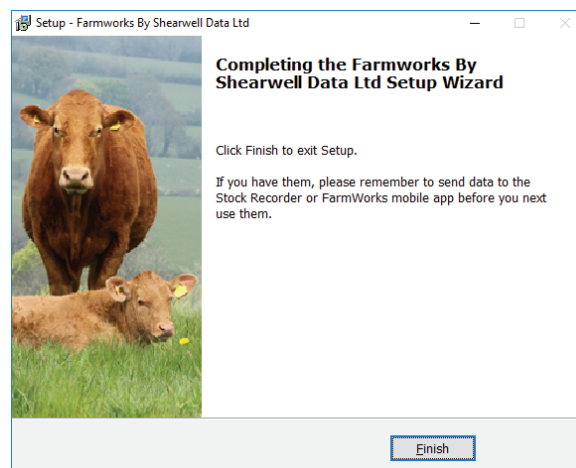 Setup - Farmworks By Shearwell Data Ltd
Completing the Farmworks By
Shearwell Data Ltd Setup Wizard
Click Finish to exit Setup.
If you have them, please remember to send data to the
Stock Recorder or FarmWorks mobile app before you next
use them.
Finish